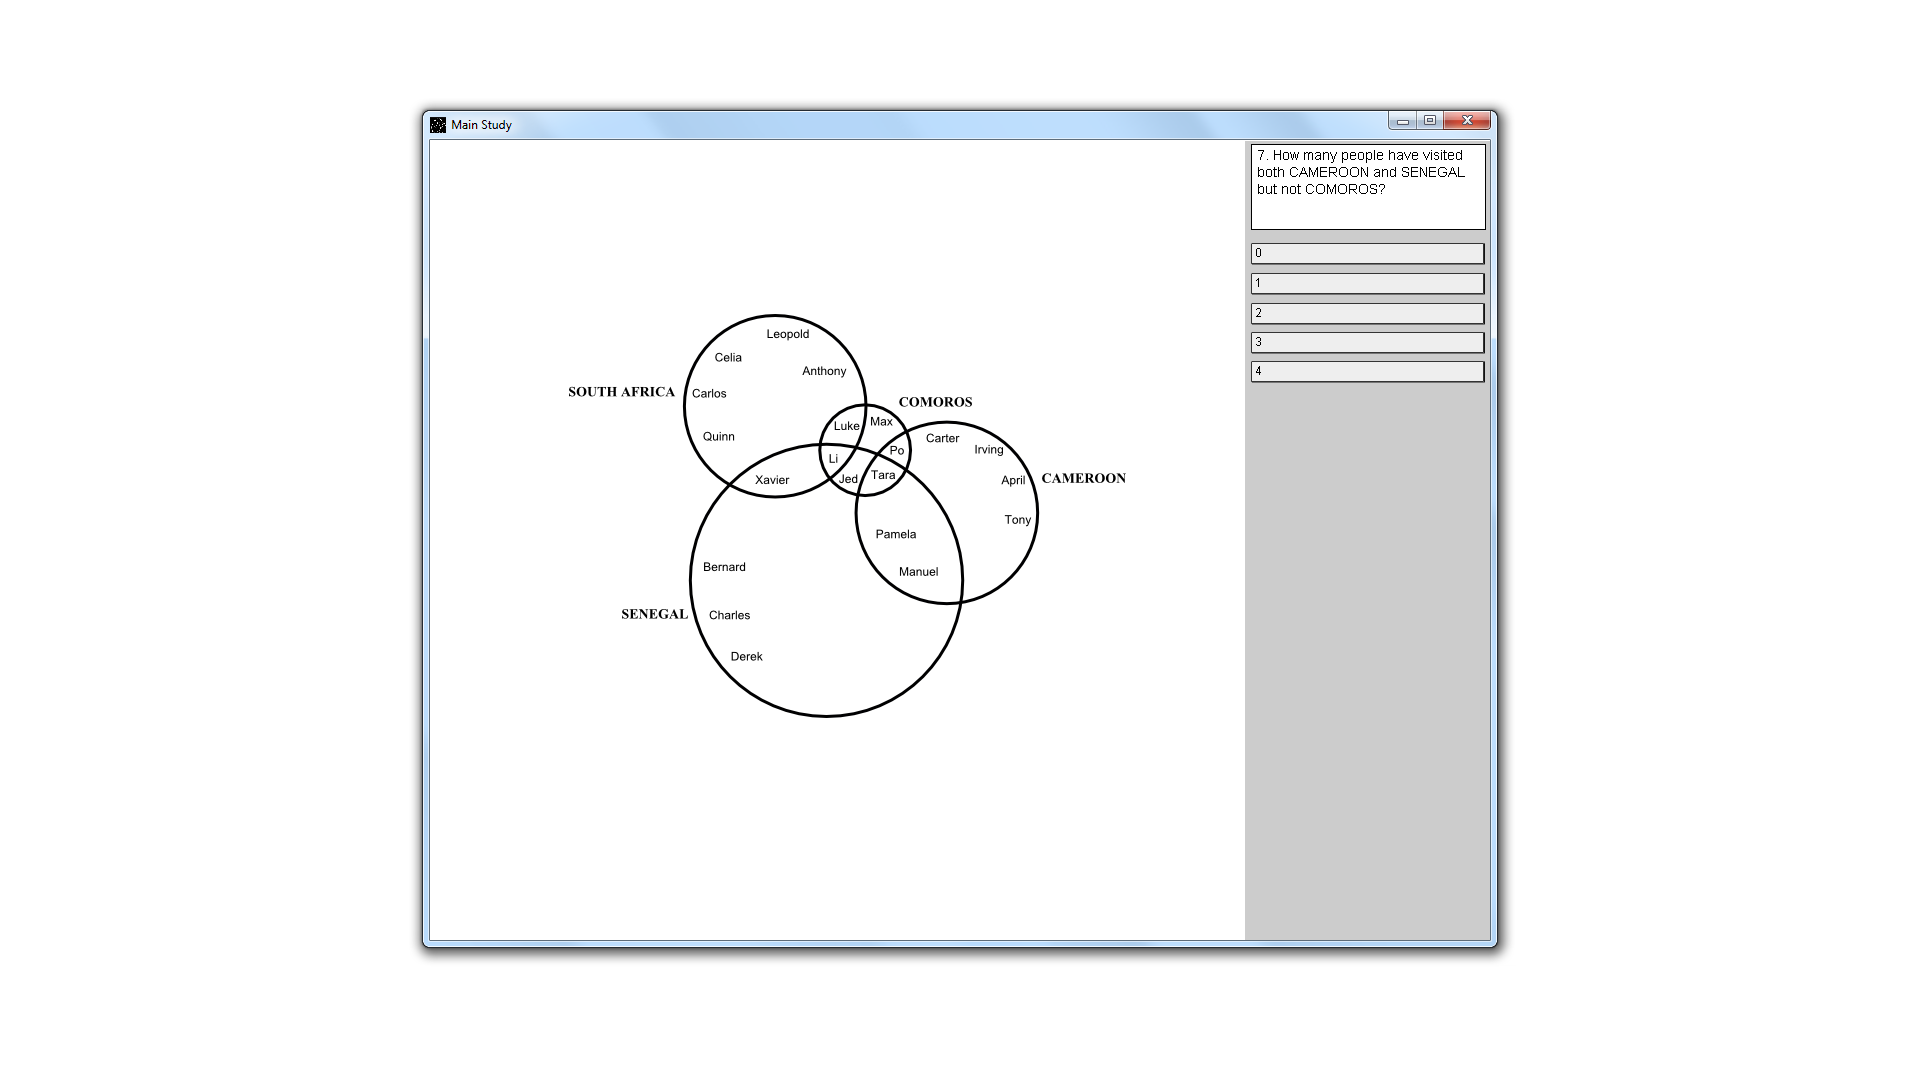 Main Study
7. How many people have visited
both CAMEROON and SENEGAL
but not COMOROS?
0
1
2
3
4
Leopold
Celia
Anthony
SOUTH AFRICA
Carlos
COMOROS
Luke
Max
Quinn
Carter
Irving
Po
Li
Xavier
Jed
Tara
April
CAMEROON
Tony
Pamela
Manuel
Bernard
SENEGAL
Charles
Derek